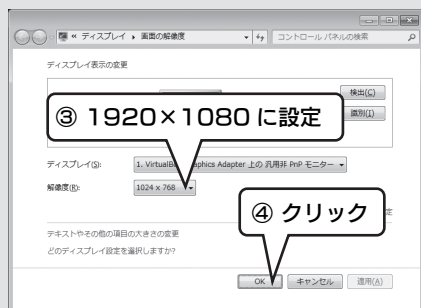 « ディスプレイ ▸ 画面の解像度
コントロール パネルの検索
ディスプレイ表示の変更
検出(C)
③ 1920×1080 に設定
識別(I)
ディスプレイ(S):
1. VirtualB
phics Adapter 上の 汎用非 PnP モニター
解像度(R):
1024 x 768
④ クリック
定
テキストやその他の項目の大きさの変更
どのディスプレイ設定を選択しますか?
OK
キャンセル
適用(A)